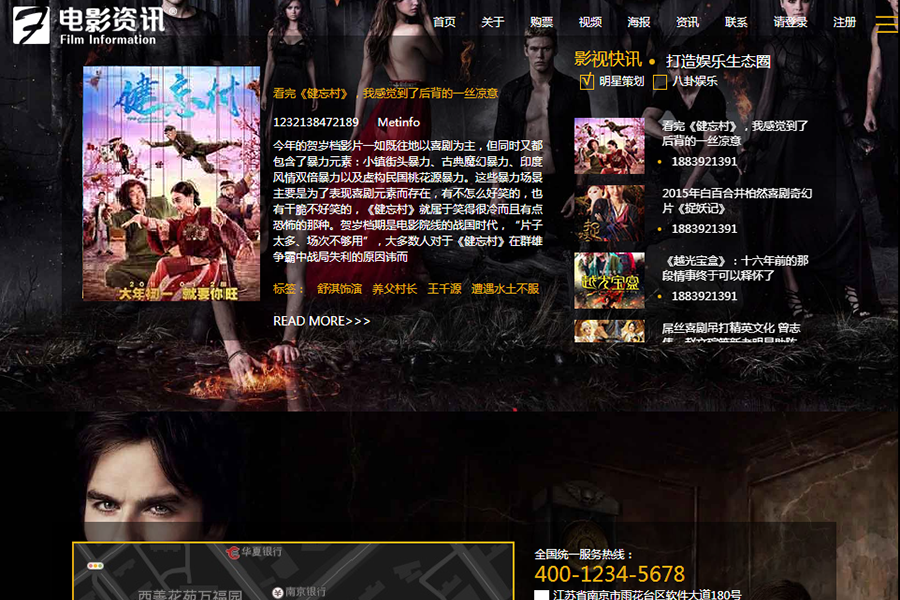 电影资讯®
Film Information
首页 关于 购票 视频 海报 资讯 联系 请登录 注册
健忘村
大年初一 就要你旺
看完《健忘村》，我感觉到了后背的一丝凉意
1232138472189 Metinfo
今年的贺岁档影片一如既往地以喜剧为主，但同时又都
包含了暴力元素：小镇街头暴力、古典魔幻暴力、印度
风情双倍暴力以及虚构民国桃花源暴力。这些暴力场景
主要是为了表现喜剧元素而存在，有不怎么好笑的，也
有干脆不好笑的，《健忘村》就属于笑得很冷而且有点
恐怖的那种。贺岁档期是电影院线的战国时代，“片子
太多、场次不够用”，大多数人对于《健忘村》在群雄
争霸中战局失利的原因讳而
标签： 舒淇饰演 养父村长 王千源 遭遇水土不服
READ MORE>>>
影视快讯 • 打造娱乐生态圈
明星策划 八卦娱乐
看完《健忘村》，我感觉到了
后背的一丝凉意
• 1883921391
2015年白百合井柏然喜剧奇幻
片《捉妖记》
• 1883921391
越光宝盒
《越光宝盒》：十六年前的那
段情事终于可以释怀了
• 1883921391
屌丝喜剧吊打精英文化 曾志
华夏银行
西善花苑万福园
南京银行
全国统一服务热线：
400-1234-5678
江苏省南京市雨花台区软件大道180号